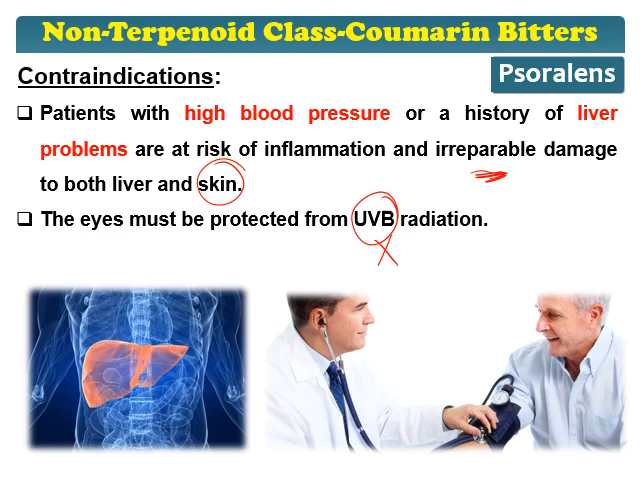 Non-Terpenoid Class-Coumarin Bitters
Contraindications:
Psoralens
❑ Patients with high blood pressure or a history of liver
problems are at risk of inflammation and irreparable damage
to both liver and skin.
❑ The eyes must be protected from UVB radiation.